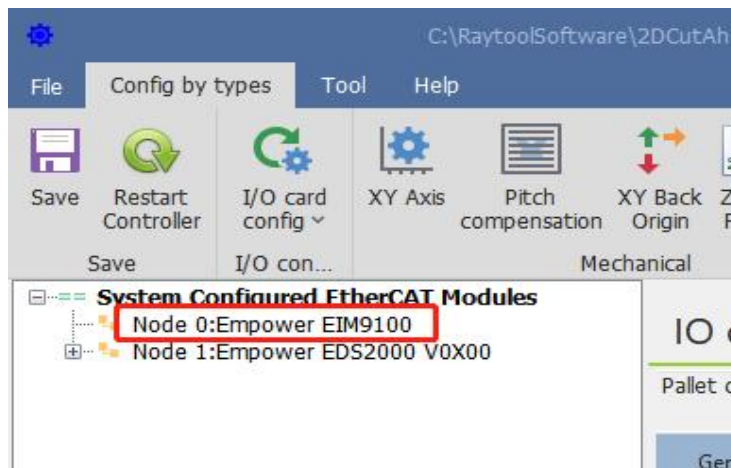 C:\RaytoolSoftware\2DCutAh
File Config by types Tool Help
Save Restart Controller I/O card config XY Axis Pitch compensation XY Back Origin
Save I/O con... Mechanical
System Configured EtherCAT Modules
Node 0:Empower EIM9100
Node 1:Empower EDS2000 V0X00
IO
Pallet
Ger